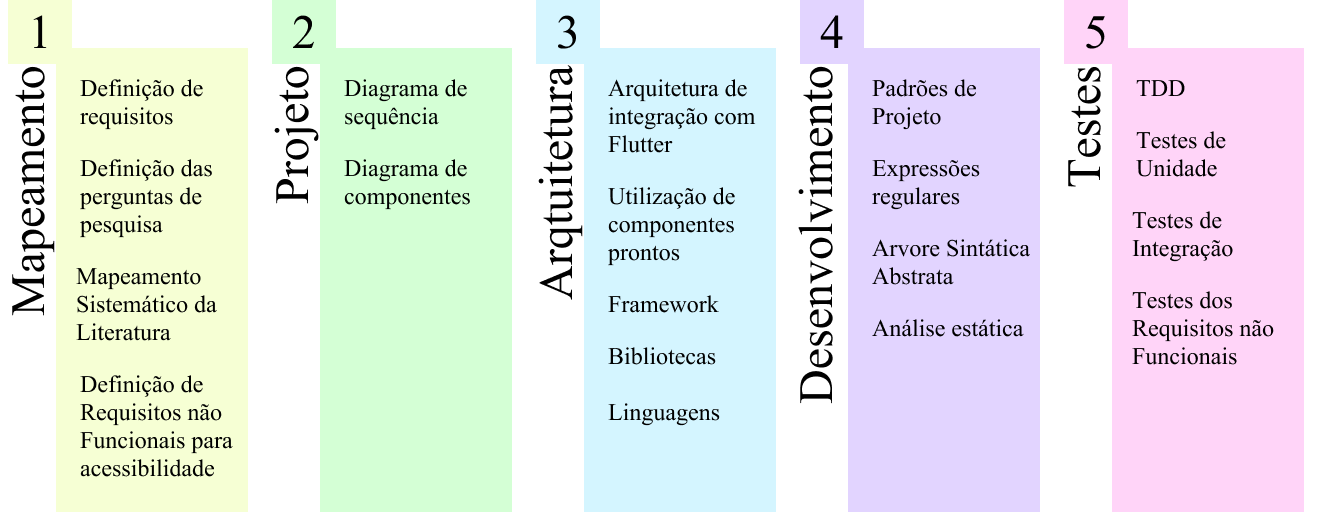 1
Mapeamento
Definição de
requisitos
Definição das
perguntas de
pesquisa
Mapeamento
Sistemático da
Literatura
Definição de
Requisitos não
Funcionais para
acessibilidade
2
Projeto
Diagrama de
sequência
Diagrama de
componentes
3
Arqtuitetura
Arquitetura de
integração com
Flutter
Utilização de
componentes
prontos
Framework
Bibliotecas
Linguagens
4
Desenvolvimento
Padrões de
Projeto
Expressões
regulares
Arvore Sintática
Abstrata
Análise estática
5
Testes
TDD
Testes de
Unidade
Testes de
Integração
Testes dos
Requisitos não
Funcionais